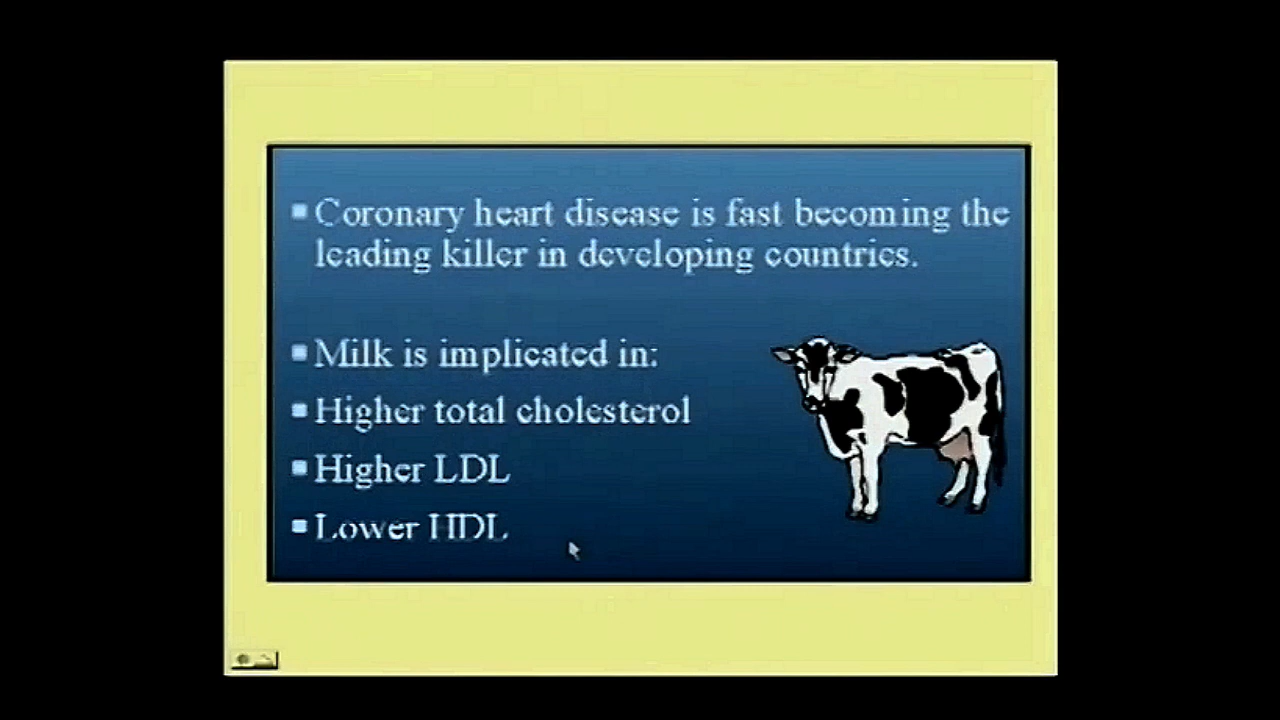 Coronary heart disease is fast becoming the
leading killer in developing countries.
Milk is implicated in:
Higher total cholesterol
Higher LDL
Lower HDL